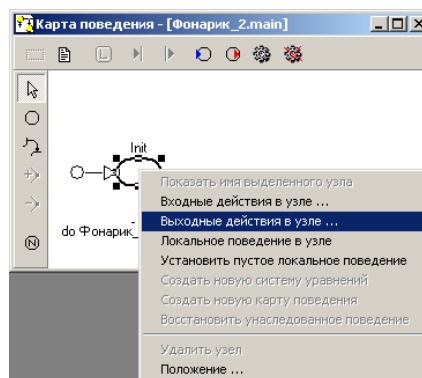 Карта поведения - [Фонарик_2.main]
L
N
Init
do Фонарик_
Показать имя выделенного узла
Входные действия в узле ...
Выходные действия в узле ...
Локальное поведение в узле
Установить пустое локальное поведение
Создать новую систему уравнений
Создать новую карту поведения
Восстановить унаследованное поведение
Удалить узел
Положение ...